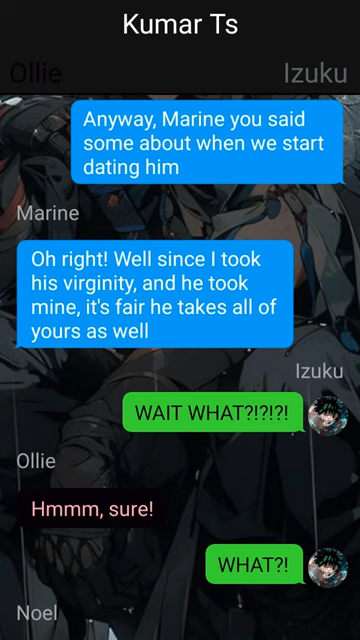 Kumar Ts
Ollie
Izuku
Anyway, Marine you said
some about when we start
dating him
Marine
Oh right! Well since I took
his virginity, and he took
mine, it's fair he takes all of
yours as well
Izuku
WAIT WHAT?!?!?!
Ollie
Hmmm, sure!
WHAT?!
Noel